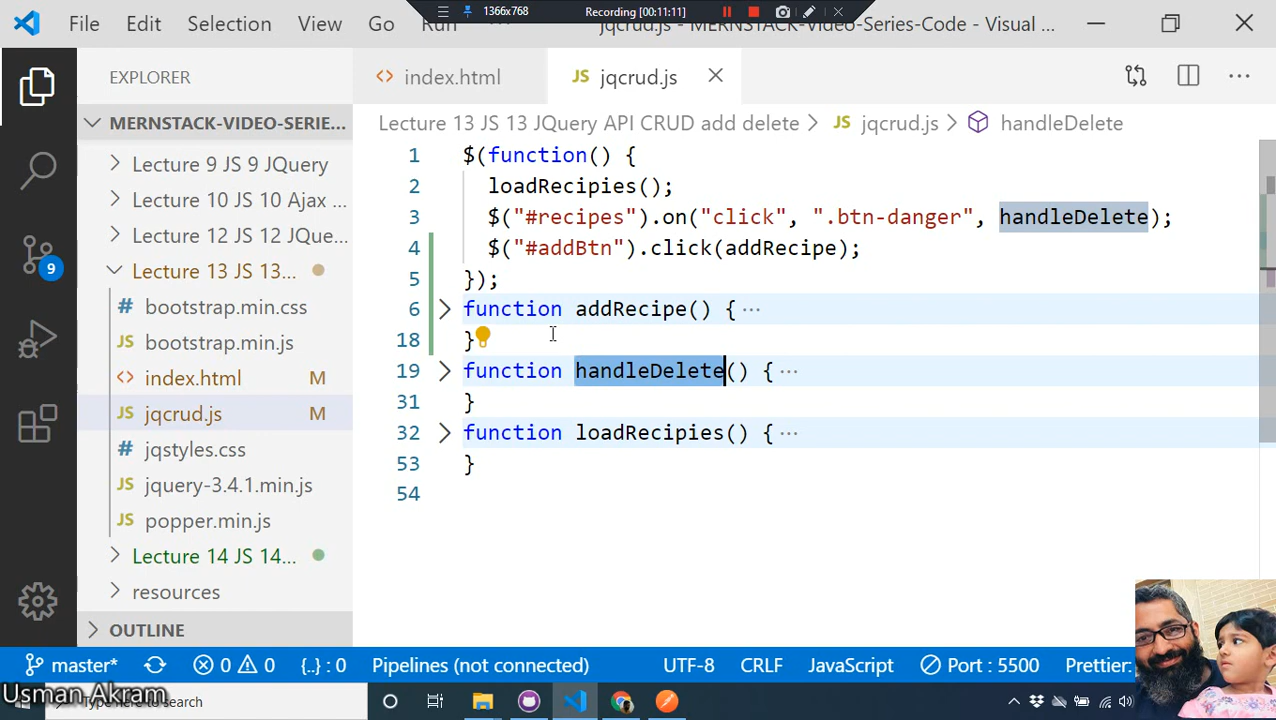 File Edit Selection View Go Run jqcrud.js - MERNSTACK-Video-Series-Code - Visual ...
1366x768 Recording [00:11:11]
EXPLORER
MERNSTACK-VIDEO-SERIE...
Lecture 9 JS 9 JQuery
Lecture 10 JS 10 Ajax ...
Lecture 12 JS 12 JQue...
Lecture 13 JS 13...
bootstrap.min.css
bootstrap.min.js
index.html M
jqcrud.js M
jqstyles.css
jquery-3.4.1.min.js
popper.min.js
Lecture 14 JS 14...
resources
OUTLINE
9
index.html
JS jqcrud.js
Lecture 13 JS 13 JQuery API CRUD add delete > JS jqcrud.js > handleDelete
1 $(function() {
2 loadRecipies();
3 $("#recipes").on("click", ".btn-danger", handleDelete);
4 $("#addBtn").click(addRecipe);
5 });
6 function addRecipe() { ...
18 }
19 function handleDelete() { ...
31 }
32 function loadRecipies() { ...
53 }
54
master* 0 0 {..} : 0 Pipelines (not connected) UTF-8 CRLF JavaScript Port : 5500 Prettier:
Usman Akram
Type here to search